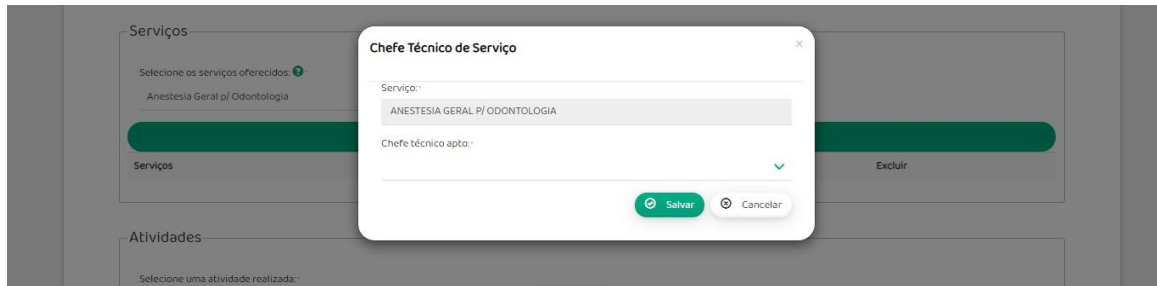 Serviços
Selecione os serviços oferecidos:
Anestesia Geral p/ Odontologia
Serviços
Excluir
Chefe Técnico de Serviço
×
Serviço:*
ANESTESIA GERAL P/ ODONTOLOGIA
Chefe técnico apto:*
Salvar
Cancelar
Atividades
Selecione uma atividade realizada:*